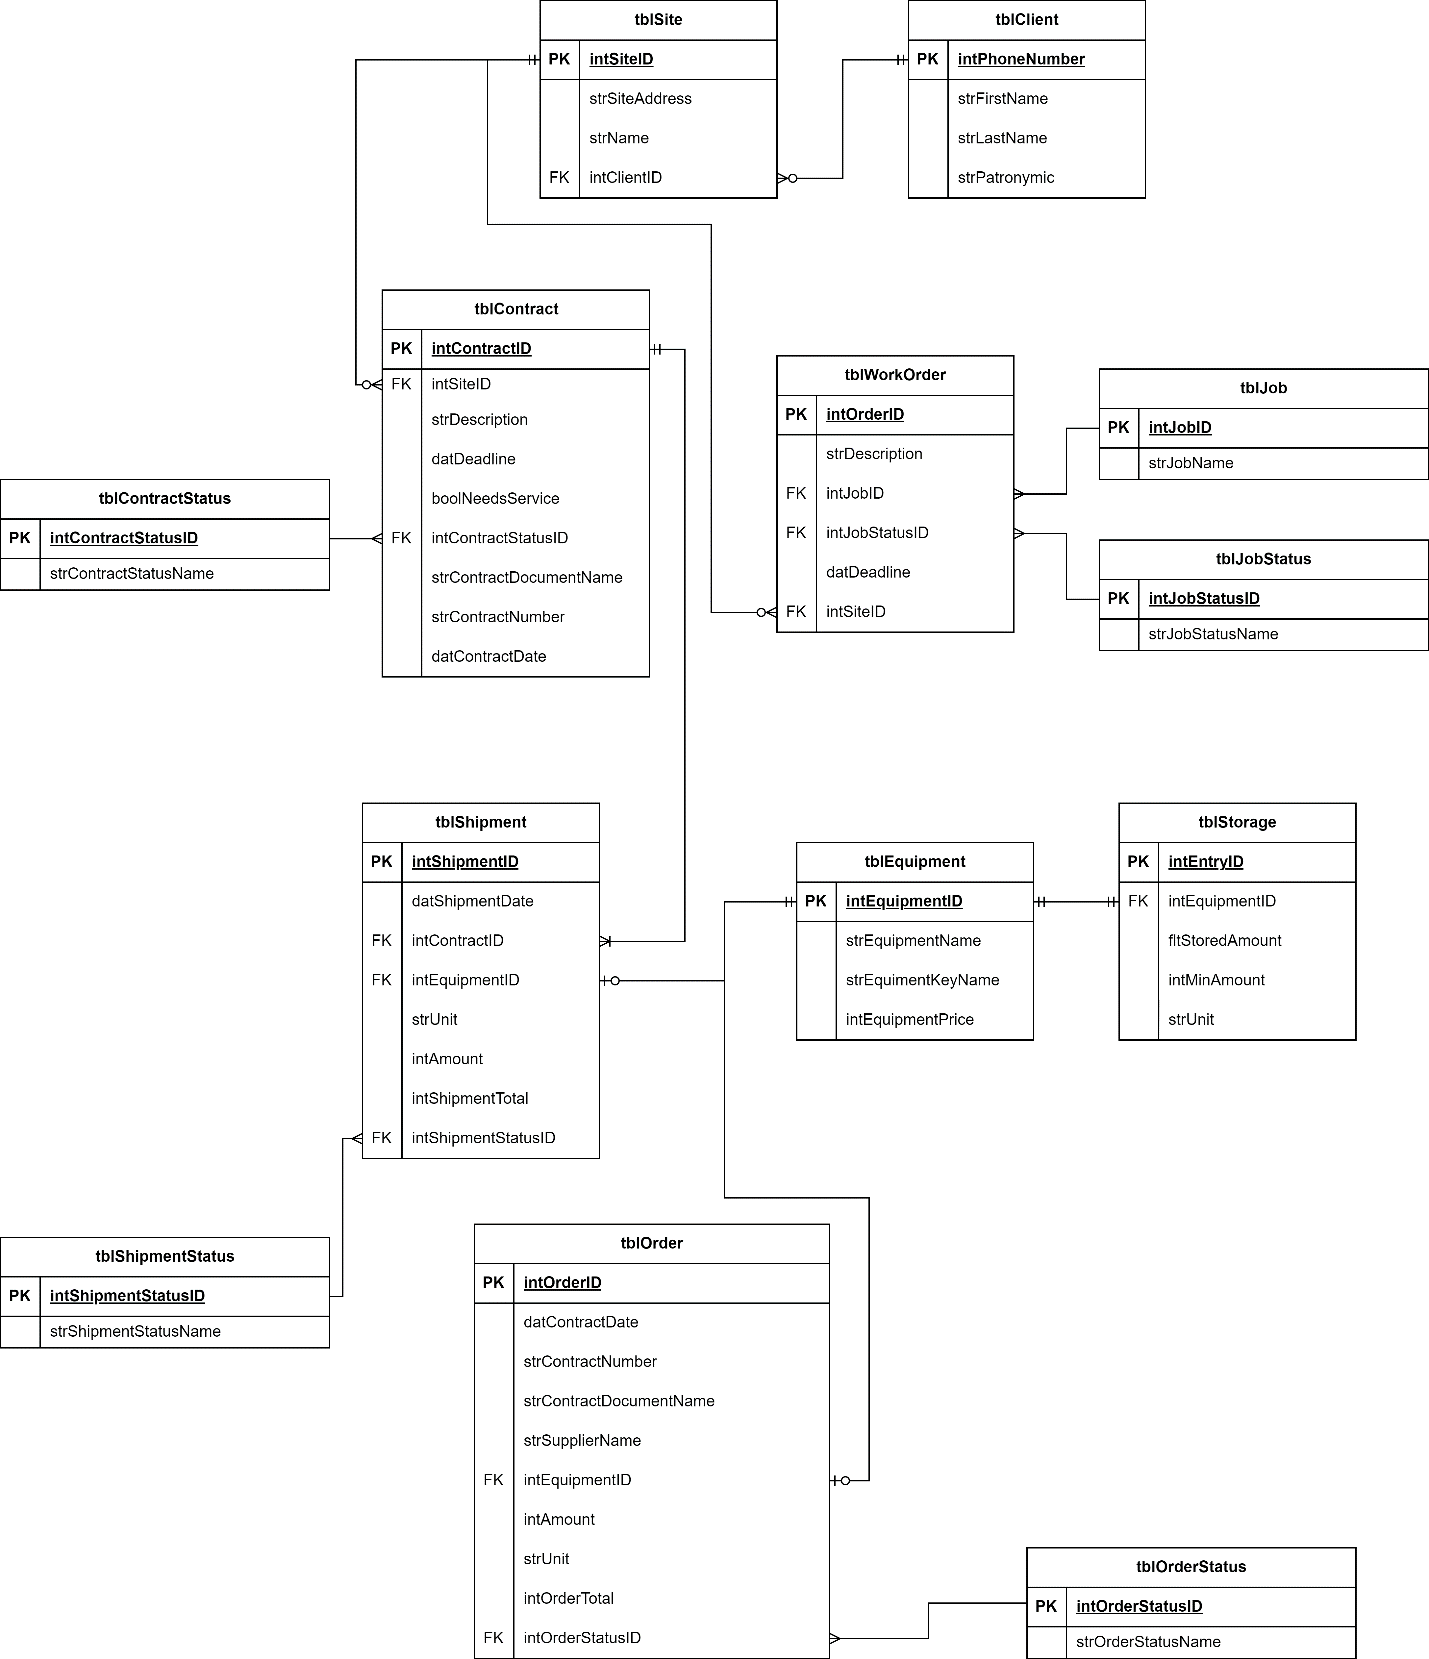 tblSite
PK intSiteID
strSiteAddress
strName
FK intClientID
tblClient
PK intPhoneNumber
strFirstName
strLastName
strPatronymic
tblContract
PK intContractID
FK intSiteID
strDescription
datDeadline
boolNeedsService
FK intContractStatusID
strContractDocumentName
strContractNumber
datContractDate
tblWorkOrder
PK intOrderID
strDescription
FK intJobID
FK intJobStatusID
datDeadline
FK intSiteID
tblJob
PK intJobID
strJobName
tblContractStatus
PK intContractStatusID
strContractStatusName
tblJobStatus
PK intJobStatusID
strJobStatusName
tblShipment
PK intShipmentID
datShipmentDate
FK intContractID
FK intEquipmentID
strUnit
intAmount
intShipmentTotal
FK intShipmentStatusID
tblEquipment
PK intEquipmentID
strEquipmentName
strEquimentKeyName
intEquipmentPrice
tblStorage
PK intEntryID
FK intEquipmentID
fltStoredAmount
intMinAmount
strUnit
tblShipmentStatus
PK intShipmentStatusID
strShipmentStatusName
tblOrder
PK intOrderID
datContractDate
strContractNumber
strContractDocumentName
strSupplierName
FK intEquipmentID
intAmount
strUnit
intOrderTotal
FK intOrderStatusID
tblOrderStatus
PK intOrderStatusID
strOrderStatusName